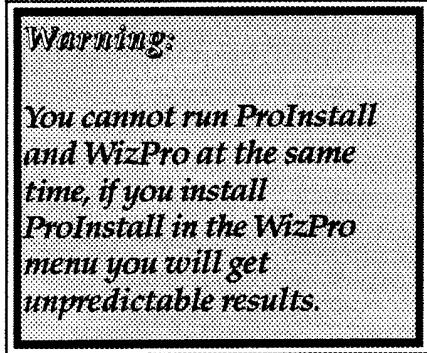 Warning:
You cannot run ProInstall
and WizPro at the same
time, if you install
ProInstall in the WizPro
menu you will get
unpredictable results.